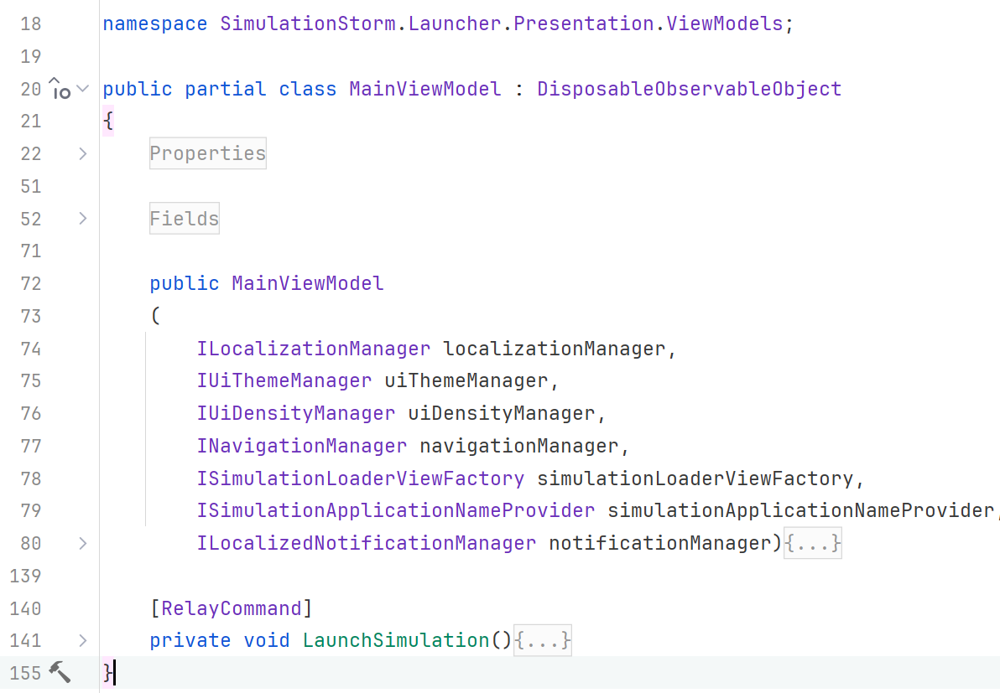 18 namespace SimulationStorm.Launcher.Presentation.ViewModels;
19
20 public partial class MainViewModel : DisposableObservableObject
21 {
22 Properties
51
52 Fields
71
72 public MainViewModel
73 (
74 ILocalizationManager localizationManager,
75 IUiThemeManager uiThemeManager,
76 IUiDensityManager uiDensityManager,
77 INavigationManager navigationManager,
78 ISimulationLoaderViewFactory simulationLoaderViewFactory,
79 ISimulationApplicationNameProvider simulationApplicationNameProvider,
80 ILocalizedNotificationManager notificationManager){...}
139
140 [RelayCommand]
141 private void LaunchSimulation(){...}
155 }